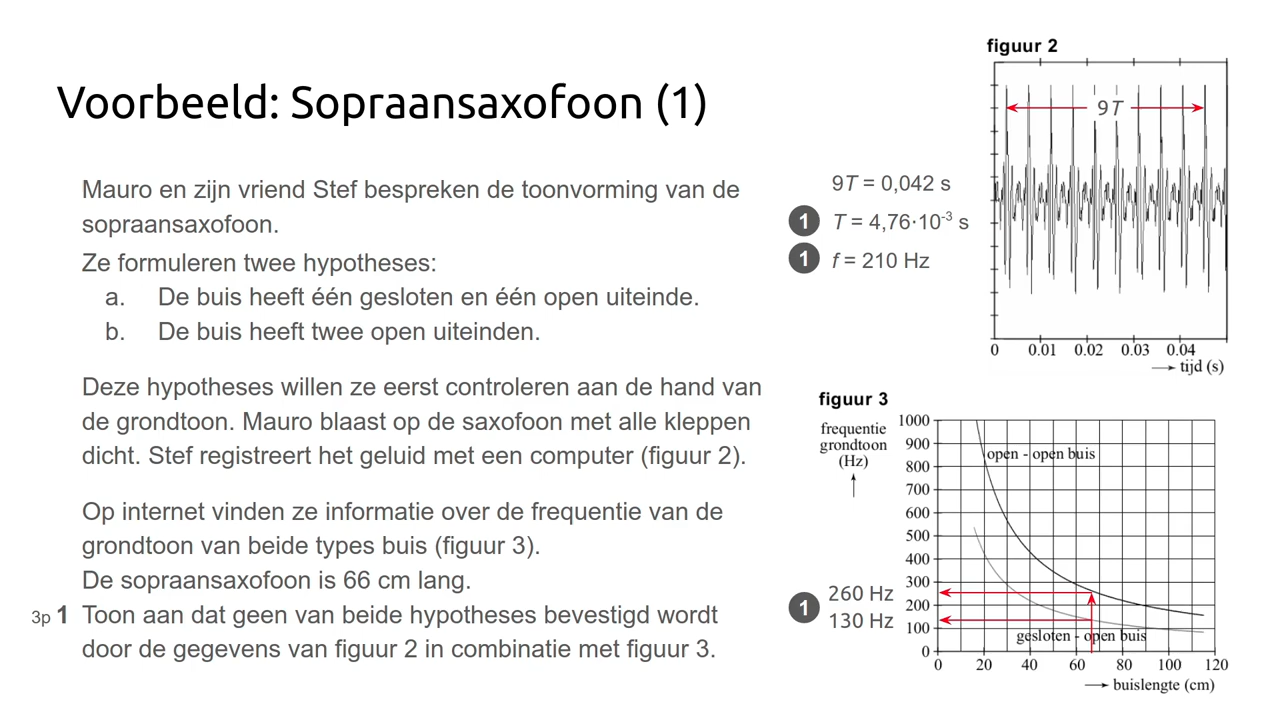 Voorbeeld: Sopraansaxofoon (1)
Mauro en zijn vriend Stef bespreken de toonvorming van de
sopraansaxofoon.
Ze formuleren twee hypotheses:
a. De buis heeft één gesloten en één open uiteinde.
b. De buis heeft twee open uiteinden.
Deze hypotheses willen ze eerst controleren aan de hand van
de grondtoon. Mauro blaast op de saxofoon met alle kleppen
dicht. Stef registreert het geluid met een computer (figuur 2).
Op internet vinden ze informatie over de frequentie van de
grondtoon van beide types buis (figuur 3).
De sopraansaxofoon is 66 cm lang.
3p 1 Toon aan dat geen van beide hypotheses bevestigd wordt
door de gegevens van figuur 2 in combinatie met figuur 3.
9T = 0,042 s
1 T = 4,76·10-3 s
1 f = 210 Hz
figuur 2
9T
0 0.01 0.02 0.03 0.04
tijd (s)
figuur 3
frequentie
grondtoon
(Hz)
1000
900
800
700
600
500
400
300
200
100
0
open - open buis
gesloten - open buis
1
260 Hz
130 Hz
0 20 40 60 80 100 120
buislengte (cm)